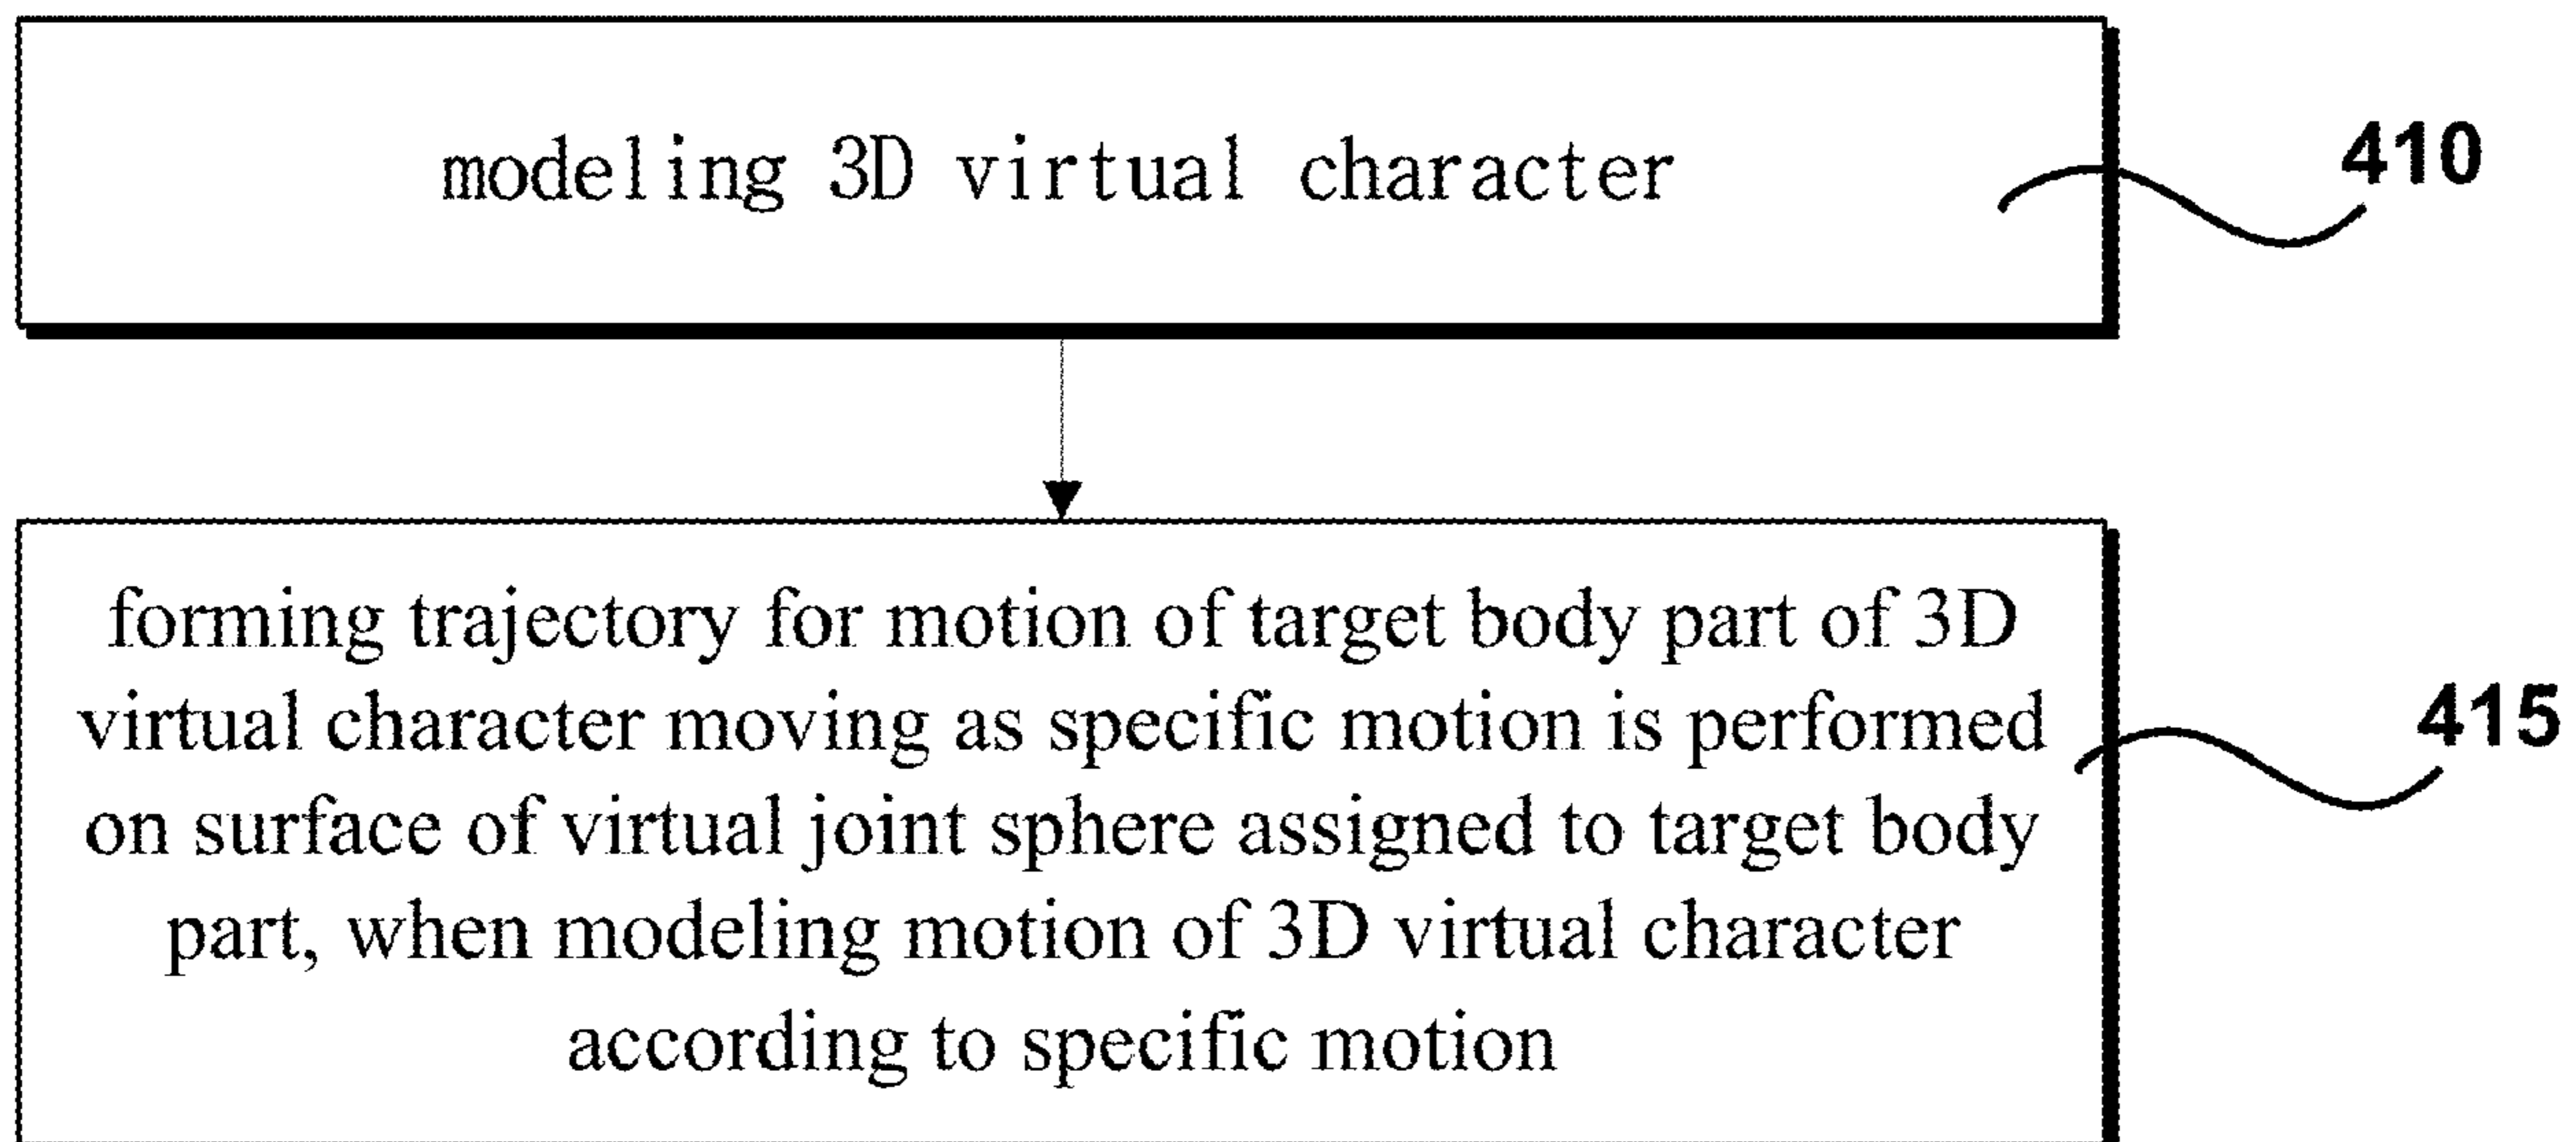 modeling 3D virtual character
410
forming trajectory for motion of target body part of 3D
virtual character moving as specific motion is performed
on surface of virtual joint sphere assigned to target body
part, when modeling motion of 3D virtual character
according to specific motion
415